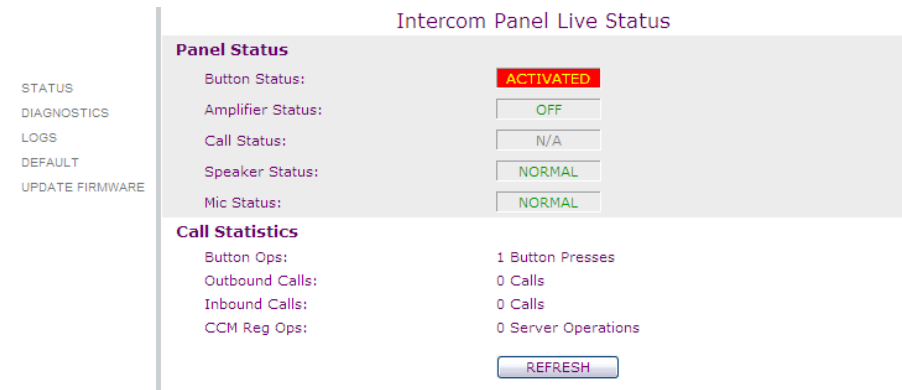 Intercom Panel Live Status
STATUS
DIAGNOSTICS
LOGS
DEFAULT
UPDATE FIRMWARE
Panel Status
Button Status: ACTIVATED
Amplifier Status: OFF
Call Status: N/A
Speaker Status: NORMAL
Mic Status: NORMAL
Call Statistics
Button Ops: 1 Button Presses
Outbound Calls: 0 Calls
Inbound Calls: 0 Calls
CCM Reg Ops: 0 Server Operations
REFRESH